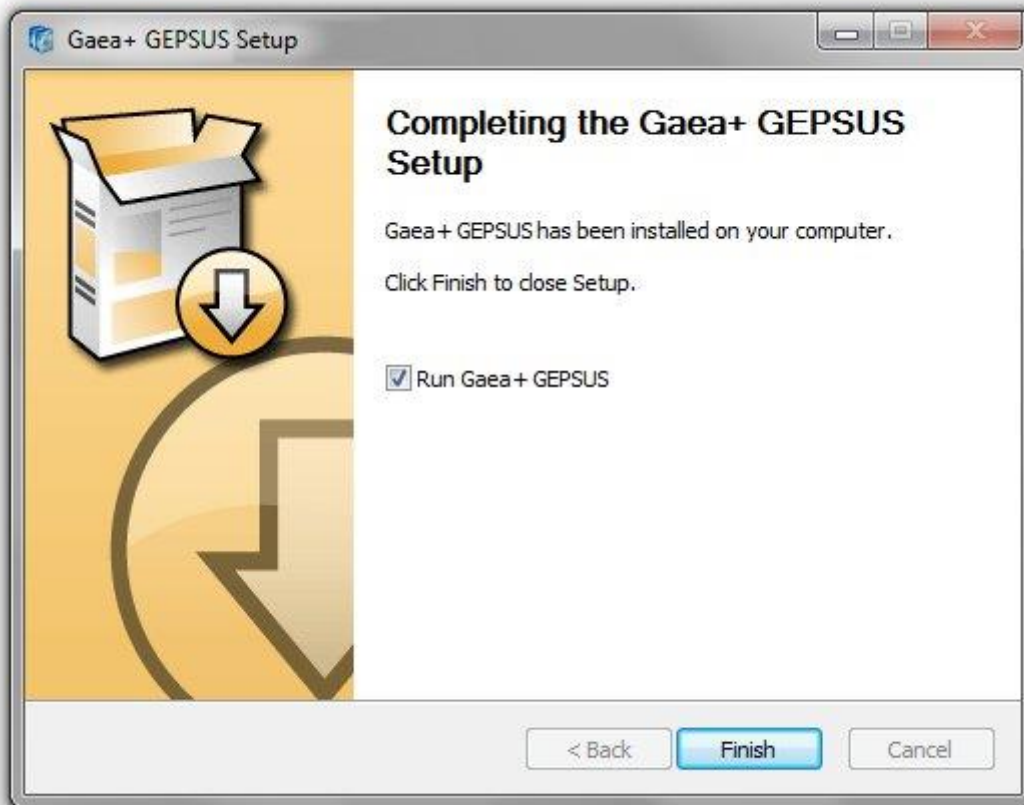 Gaea+ GEPSUS Setup
Completing the Gaea+ GEPSUS
Setup
Gaea+ GEPSUS has been installed on your computer.
Click Finish to close Setup.
Run Gaea+ GEPSUS
< Back
Finish
Cancel